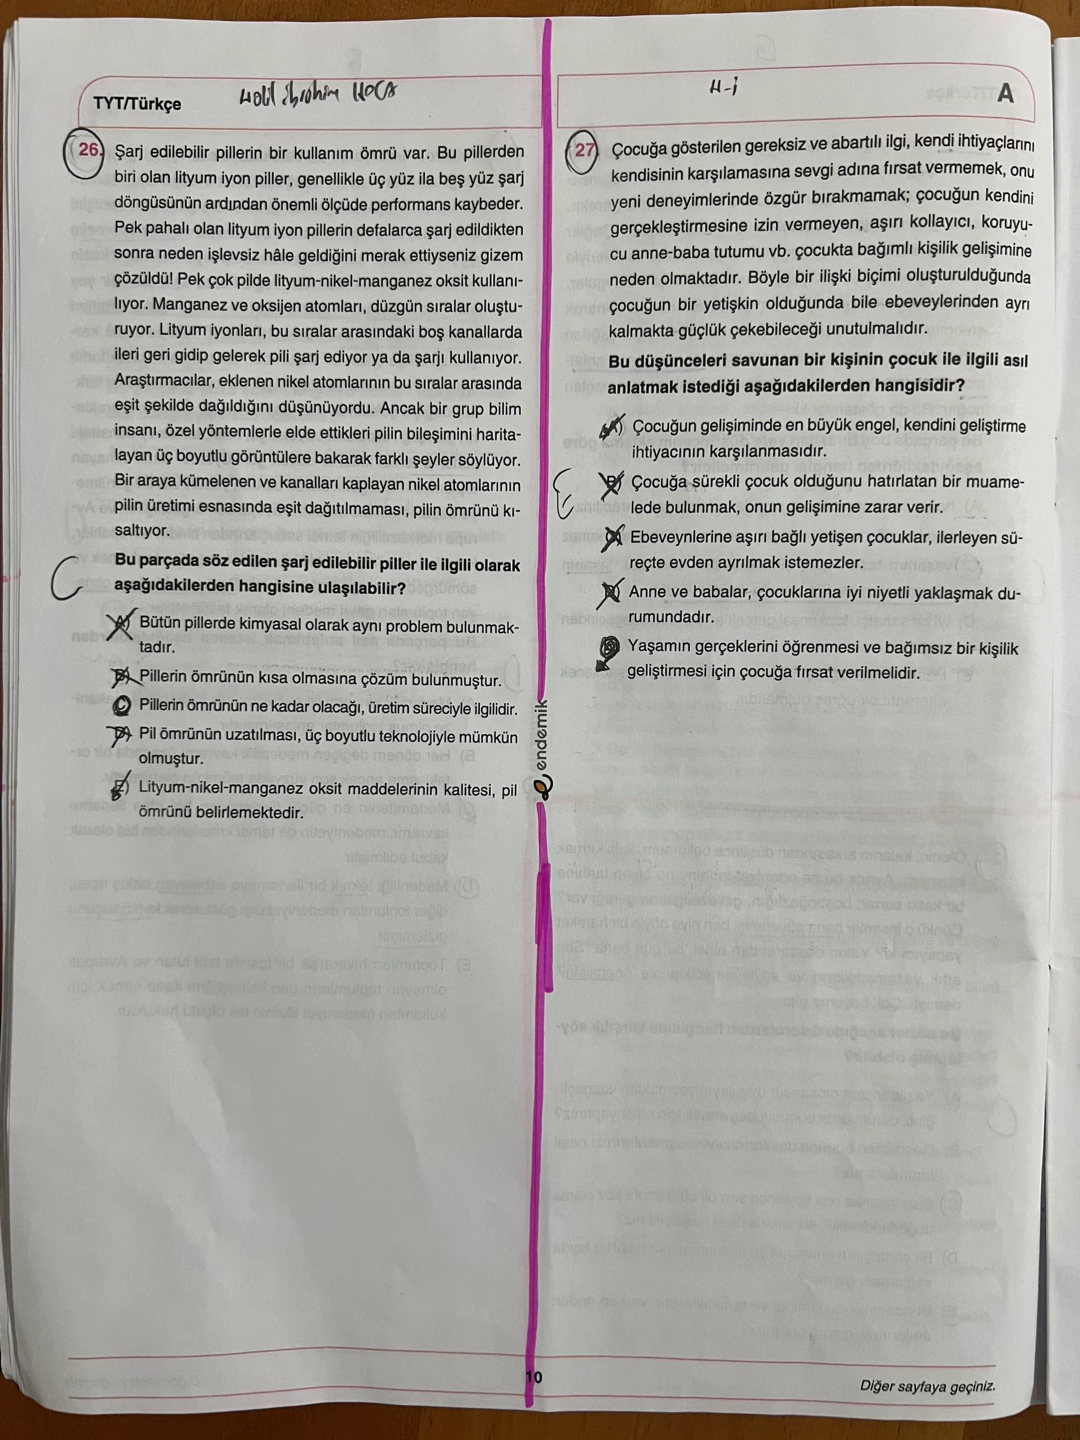 TYT/Türkçe
Halil İbrahim HOCA
26. Şarj edilebilir pillerin bir kullanım ömrü var. Bu pillerden
biri olan lityum iyon piller, genellikle üç yüz ila beş yüz şarj
döngüsünün ardından önemli ölçüde performans kaybeder.
Pek pahalı olan lityum iyon pillerin defalarca şarj edildikten
sonra neden işlevsiz hâle geldiğini merak ettiyseniz gizem
çözüldü! Pek çok pilde lityum-nikel-manganez oksit kullanı-
lıyor. Manganez ve oksijen atomları, düzgün sıralar oluştu-
ruyor. Lityum iyonları, bu sıralar arasındaki boş kanallarda
ileri geri gidip gelerek pili şarj ediyor ya da şarjı kullanıyor.
Araştırmacılar, eklenen nikel atomlarının bu sıralar arasında
eşit şekilde dağıldığını düşünüyordu. Ancak bir grup bilim
insanı, özel yöntemlerle elde ettikleri pilin bileşimini harita-
layan üç boyutlu görüntülere bakarak farklı şeyler söylüyor.
Bir araya kümelenen ve kanalları kaplayan nikel atomlarının
pilin üretimi esnasında eşit dağıtılmaması, pilin ömrünü kı-
saltıyor.
Bu parçada söz edilen şarj edilebilir piller ile ilgili olarak
aşağıdakilerden hangisine ulaşılabilir?
A) Bütün pillerde kimyasal olarak aynı problem bulunmak-
tadır.
B) Pillerin ömrünün kısa olmasına çözüm bulunmuştur.
C) Pillerin ömrünün ne kadar olacağı, üretim süreciyle ilgilidir.
D) Pil ömrünün uzatılması, üç boyutlu teknolojiyle mümkün
olmuştur.
E) Lityum-nikel-manganez oksit maddelerinin kalitesi, pil
ömrünü belirlemektedir.
C
endemik
H-i
A
27. Çocuğa gösterilen gereksiz ve abartılı ilgi, kendi ihtiyaçlarını
kendisinin karşılamasına sevgi adına fırsat vermemek, onu
yeni deneyimlerinde özgür bırakmamak; çocuğun kendini
gerçekleştirmesine izin vermeyen, aşırı kollayıcı, koruyu-
cu anne-baba tutumu vb. çocukta bağımlı kişilik gelişimine
neden olmaktadır. Böyle bir ilişki biçimi oluşturulduğunda
çocuğun bir yetişkin olduğunda bile ebeveylerinden ayrı
kalmakta güçlük çekebileceği unutulmalıdır.
Bu düşünceleri savunan bir kişinin çocuk ile ilgili asıl
anlatmak istediği aşağıdakilerden hangisidir?
A) Çocuğun gelişiminde en büyük engel, kendini geliştirme
ihtiyacının karşılanmasıdır.
B) Çocuğa sürekli çocuk olduğunu hatırlatan bir muame-
lede bulunmak, onun gelişimine zarar verir.
C) Ebeveynlerine aşırı bağlı yetişen çocuklar, ilerleyen sü-
reçte evden ayrılmak istemezler.
D) Anne ve babalar, çocuklarına iyi niyetli yaklaşmak du-
rumundadır.
E) Yaşamın gerçeklerini öğrenmesi ve bağımsız bir kişilik
geliştirmesi için çocuğa fırsat verilmelidir.
E
10
Diğer sayfaya geçiniz.